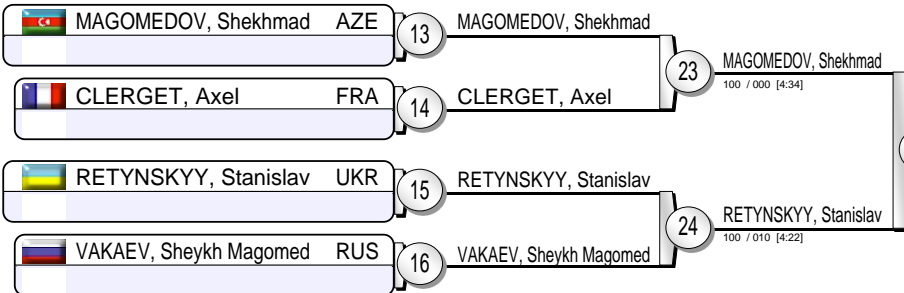 MAGOMEDOV, Shekhmad AZE
13
MAGOMEDOV, Shekhmad
23
MAGOMEDOV, Shekhmad
100 / 000 [4:34]
CLERGET, Axel FRA
14
CLERGET, Axel
RETYNSKYY, Stanislav UKR
15
RETYNSKYY, Stanislav
24
RETYNSKYY, Stanislav
100 / 010 [4:22]
VAKAEV, Sheykh Magomed RUS
16
VAKAEV, Sheykh Magomed